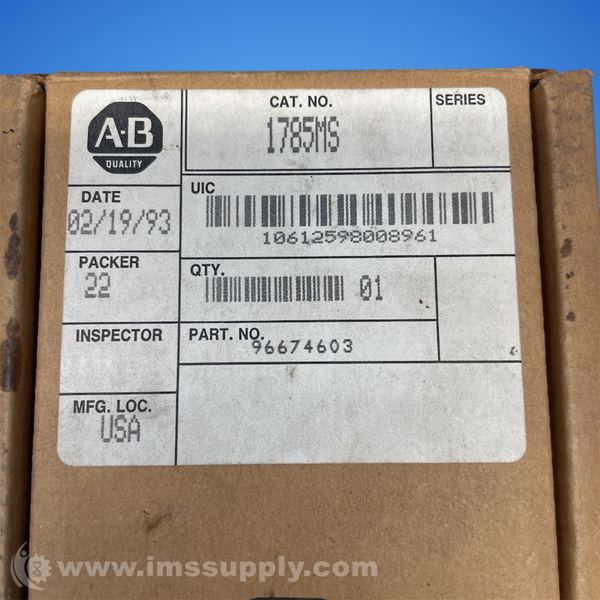 A-B
QUALITY
CAT. NO.
1785MS
SERIES
DATE
02/19/93
UIC
10612598008961
PACKER
22
QTY.
01
INSPECTOR
PART. NO.
96674603
MFG. LOC.
USA
www.imssupply.com